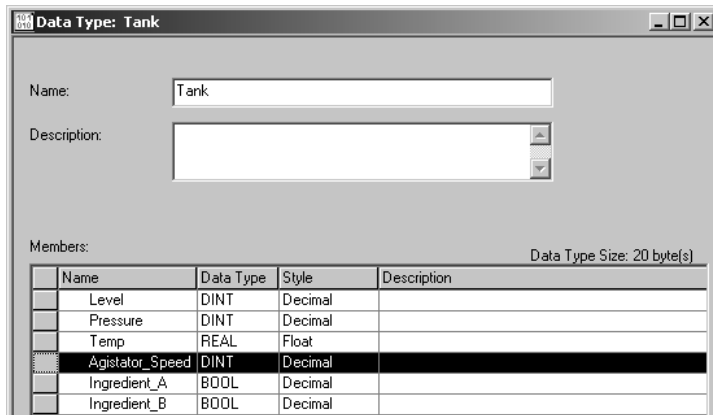 Data Type: Tank
Name: Tank
Description:
Members:
Data Type Size: 20 byte(s)
Name Data Type Style Description
Level DINT Decimal
Pressure DINT Decimal
Temp REAL Float
Agistator_Speed DINT Decimal
Ingredient_A BOOL Decimal
Ingredient_B BOOL Decimal